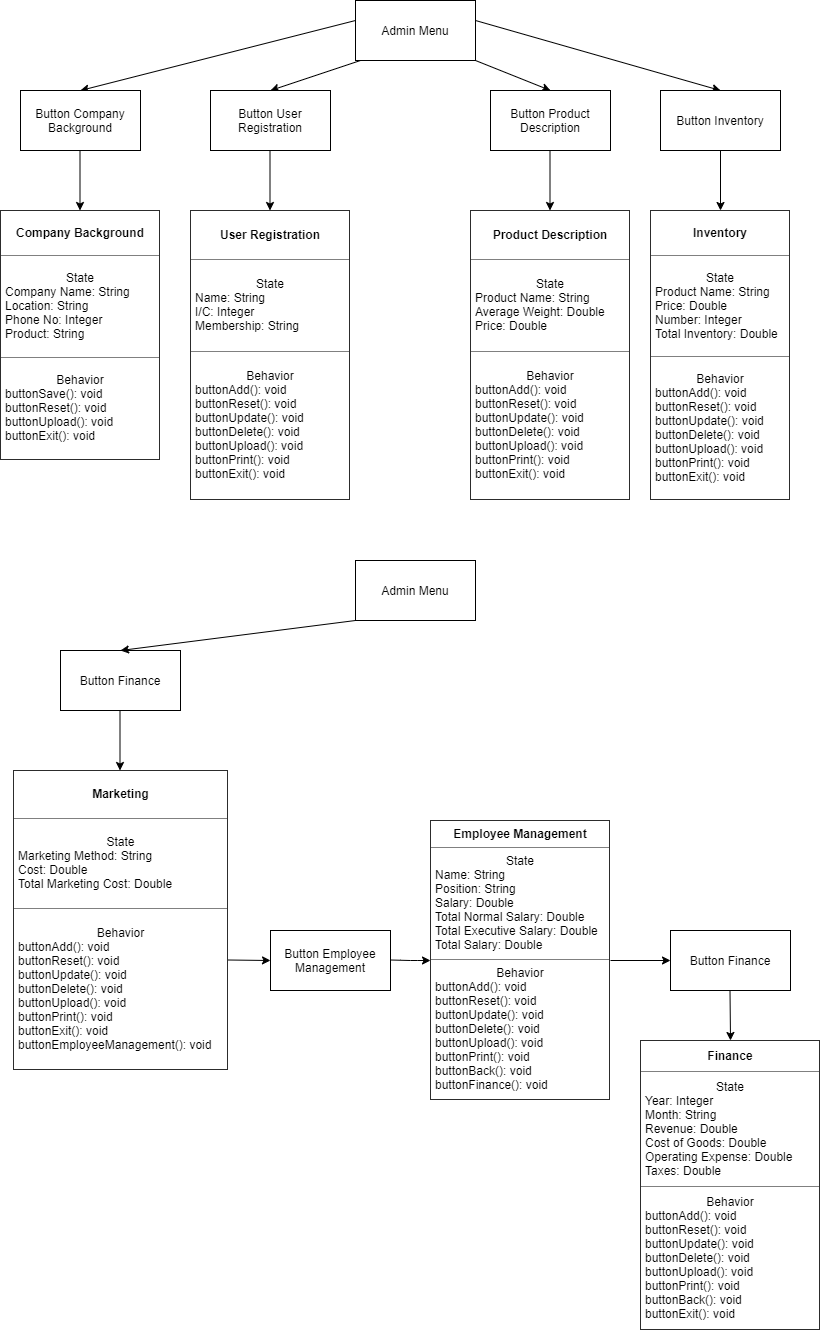 Admin Menu
Button Company
Background
Button User
Registration
Button Product
Description
Button Inventory
Company Background
State
Company Name: String
Location: String
Phone No: Integer
Product: String
Behavior
buttonSave(): void
buttonReset(): void
buttonUpload(): void
buttonExit(): void
User Registration
State
Name: String
I/C: Integer
Membership: String
Behavior
buttonAdd(): void
buttonReset(): void
buttonUpdate(): void
buttonDelete(): void
buttonUpload(): void
buttonPrint(): void
buttonExit(): void
Product Description
State
Product Name: String
Average Weight: Double
Price: Double
Behavior
buttonAdd(): void
buttonReset(): void
buttonUpdate(): void
buttonDelete(): void
buttonUpload(): void
buttonPrint(): void
buttonExit(): void
Inventory
State
Product Name: String
Price: Double
Number: Integer
Total Inventory: Double
Behavior
buttonAdd(): void
buttonReset(): void
buttonUpdate(): void
buttonDelete(): void
buttonUpload(): void
buttonPrint(): void
buttonExit(): void
Admin Menu
Button Finance
Marketing
State
Marketing Method: String
Cost: Double
Total Marketing Cost: Double
Behavior
buttonAdd(): void
buttonReset(): void
buttonUpdate(): void
buttonDelete(): void
buttonUpload(): void
buttonPrint(): void
buttonExit(): void
buttonEmployeeManagement(): void
Button Employee
Management
Employee Management
State
Name: String
Position: String
Salary: Double
Total Normal Salary: Double
Total Executive Salary: Double
Total Salary: Double
Behavior
buttonAdd(): void
buttonReset(): void
buttonUpdate(): void
buttonDelete(): void
buttonUpload(): void
buttonPrint(): void
buttonBack(): void
buttonFinance(): void
Button Finance
Finance
State
Year: Integer
Month: String
Revenue: Double
Cost of Goods: Double
Operating Expense: Double
Taxes: Double
Behavior
buttonAdd(): void
buttonReset(): void
buttonUpdate(): void
buttonDelete(): void
buttonUpload(): void
buttonPrint(): void
buttonBack(): void
buttonExit(): void